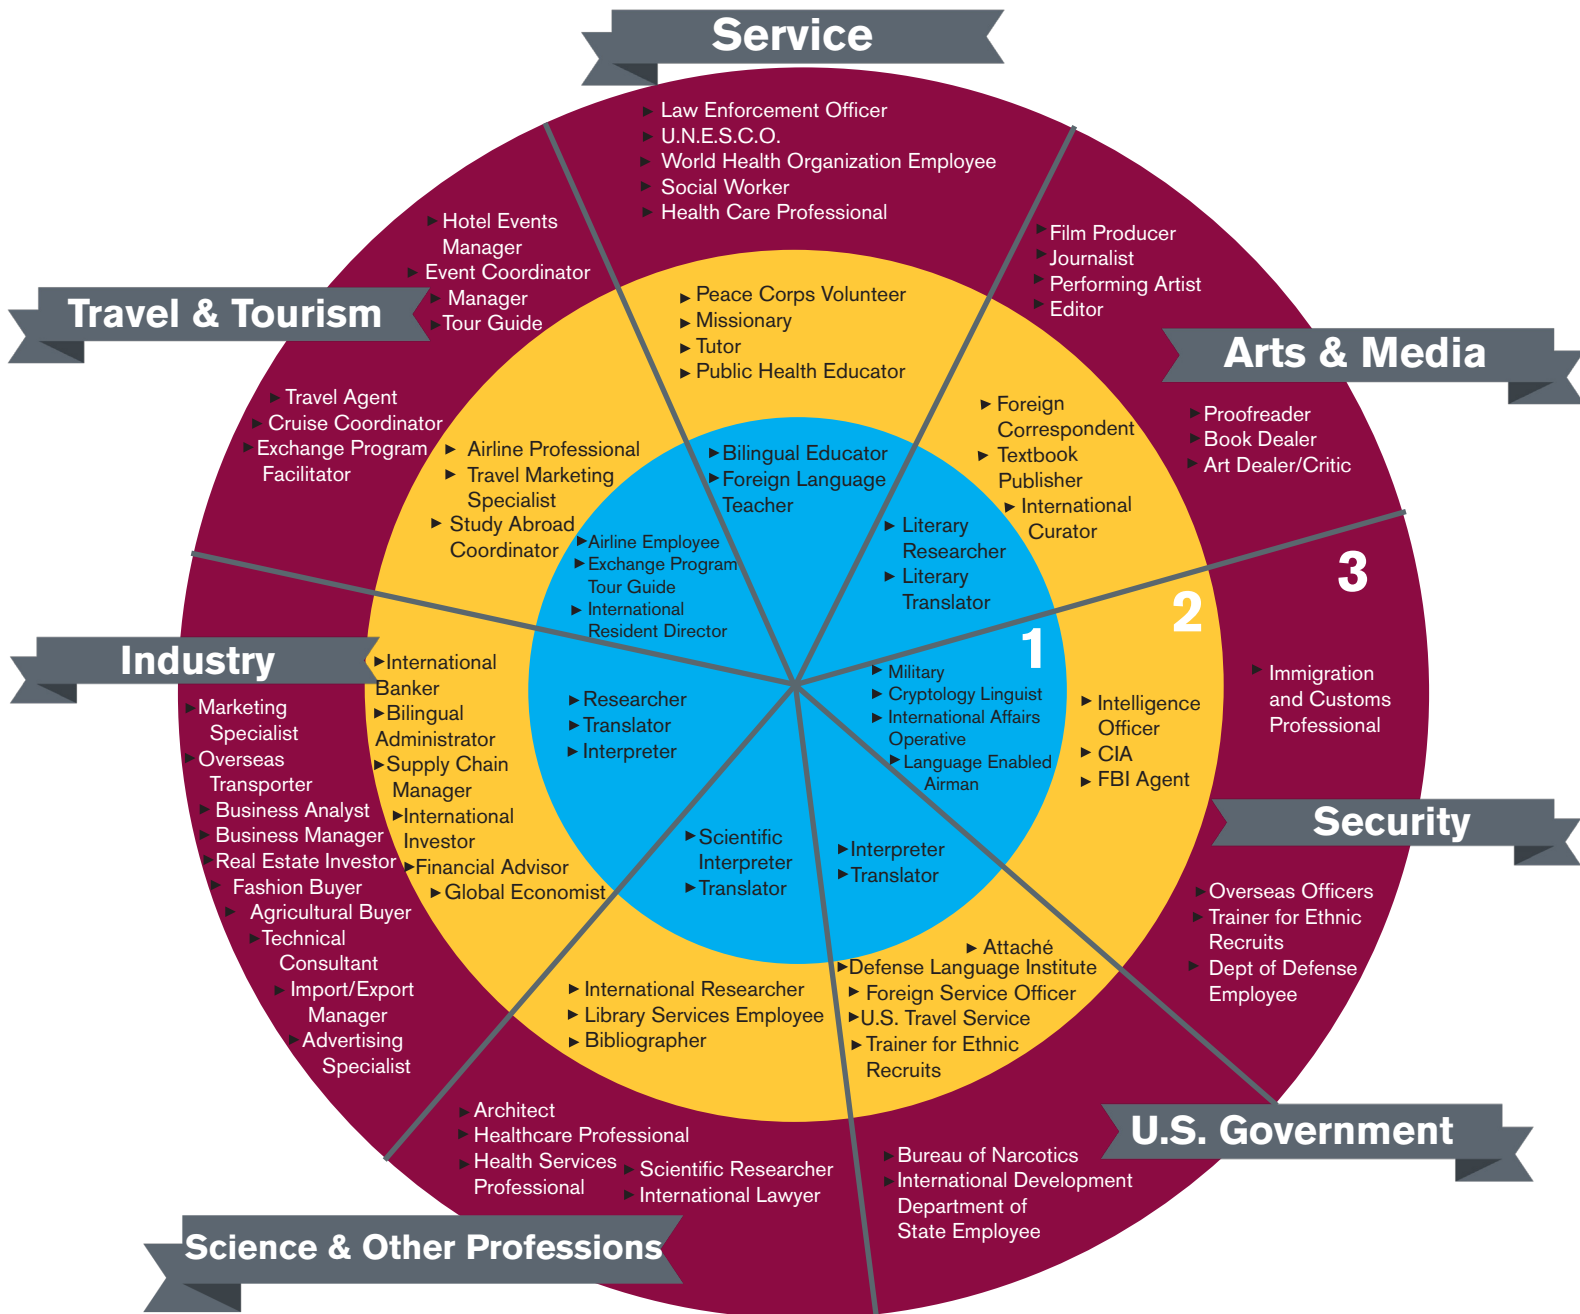 Service
► Law Enforcement Officer
► U.N.E.S.C.O.
► World Health Organization Employee
► Social Worker
► Health Care Professional
► Peace Corps Volunteer
► Missionary
► Tutor
► Public Health Educator
► Bilingual Educator
► Foreign Language
Teacher
Arts & Media
► Film Producer
► Journalist
► Performing Artist
► Editor
► Proofreader
► Book Dealer
► Art Dealer/Critic
► Foreign
Correspondent
► Textbook
Publisher
► International
Curator
► Literary
Researcher
► Literary
Translator
1
2
3
Security
► Immigration
and Customs
Professional
► Overseas Officers
► Trainer for Ethnic
Recruits
► Dept of Defense
Employee
► Intelligence
Officer
► CIA
► FBI Agent
► Military
► Cryptology Linguist
► International Affairs
Operative
► Language Enabled
Airman
U.S. Government
► Interpreter
► Translator
► Attaché
► Defense Language Institute
► Foreign Service Officer
► U.S. Travel Service
► Trainer for Ethnic
Recruits
► Bureau of Narcotics
► International Development
Department of
State Employee
Science & Other Professions
► Scientific
Interpreter
► Translator
► International Researcher
► Library Services Employee
► Bibliographer
► Architect
► Healthcare Professional
► Health Services
Professional
► Scientific Researcher
► International Lawyer
Industry
► Researcher
► Translator
► Interpreter
► International
Banker
► Bilingual
Administrator
► Supply Chain
Manager
► International
Investor
► Financial Advisor
► Global Economist
► Marketing
Specialist
► Overseas
Transporter
► Business Analyst
► Business Manager
► Real Estate Investor
► Fashion Buyer
► Agricultural Buyer
► Technical
Consultant
► Import/Export
Manager
► Advertising
Specialist
Travel & Tourism
► Hotel Events
Manager
► Event Coordinator
► Manager
► Tour Guide
► Travel Agent
► Cruise Coordinator
► Exchange Program
Facilitator
► Airline Professional
► Travel Marketing
Specialist
► Study Abroad
Coordinator
► Airline Employee
► Exchange Program
Tour Guide
► International
Resident Director